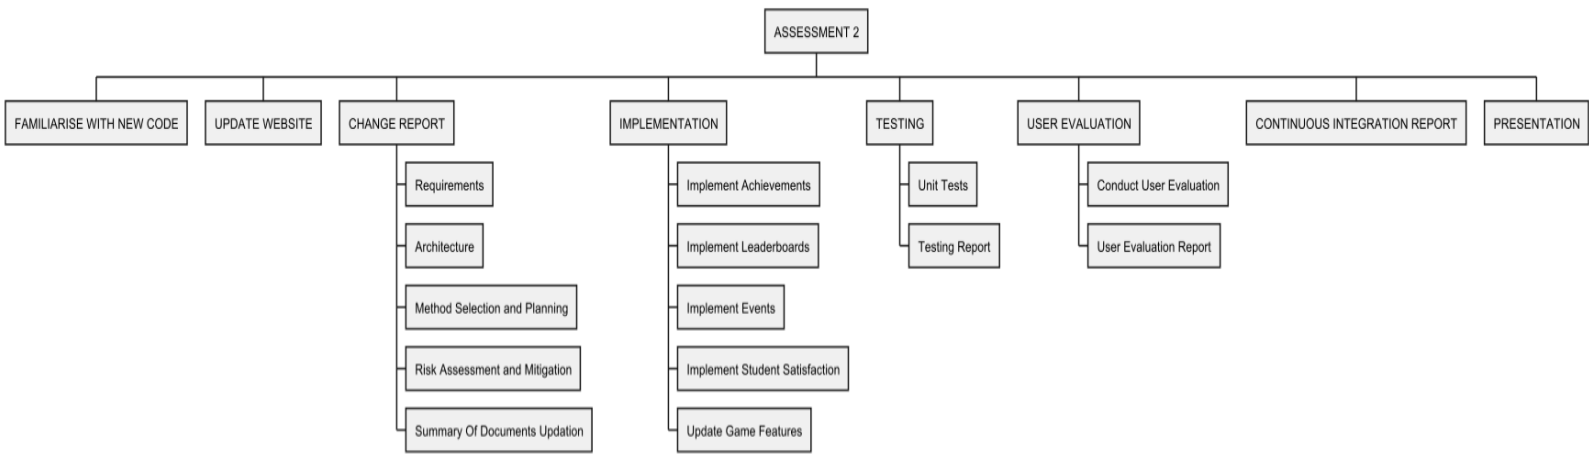 ASSESSMENT 2
FAMILIARISE WITH NEW CODE
UPDATE WEBSITE
CHANGE REPORT
IMPLEMENTATION
TESTING
USER EVALUATION
CONTINUOUS INTEGRATION REPORT
PRESENTATION
Requirements
Architecture
Method Selection and Planning
Risk Assessment and Mitigation
Summary Of Documents Updation
Implement Achievements
Implement Leaderboards
Implement Events
Implement Student Satisfaction
Update Game Features
Unit Tests
Testing Report
Conduct User Evaluation
User Evaluation Report